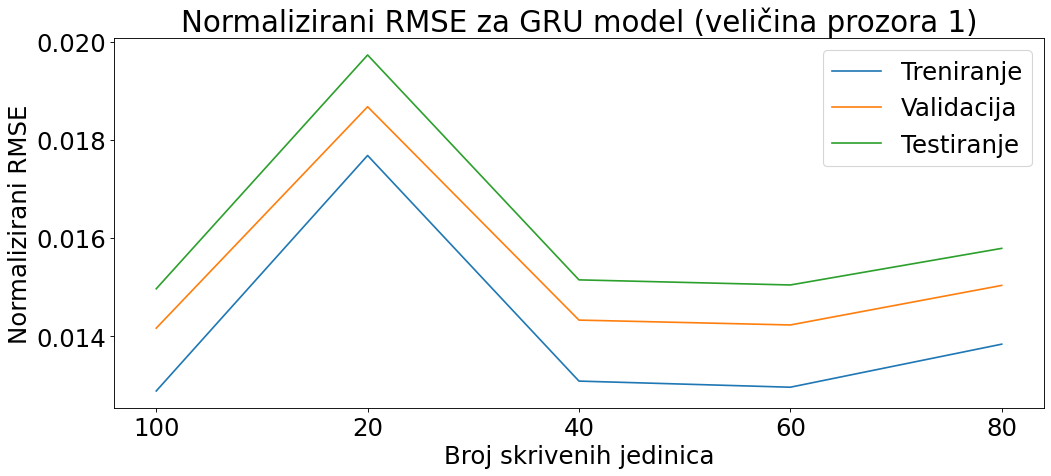 Normalizirani RMSE za GRU model (veličina prozora 1)
0.020
0.018
0.016
0.014
Normalizirani RMSE
Treniranje
Validacija
Testiranje
100 20 40 60 80
Broj skrivenih jedinica